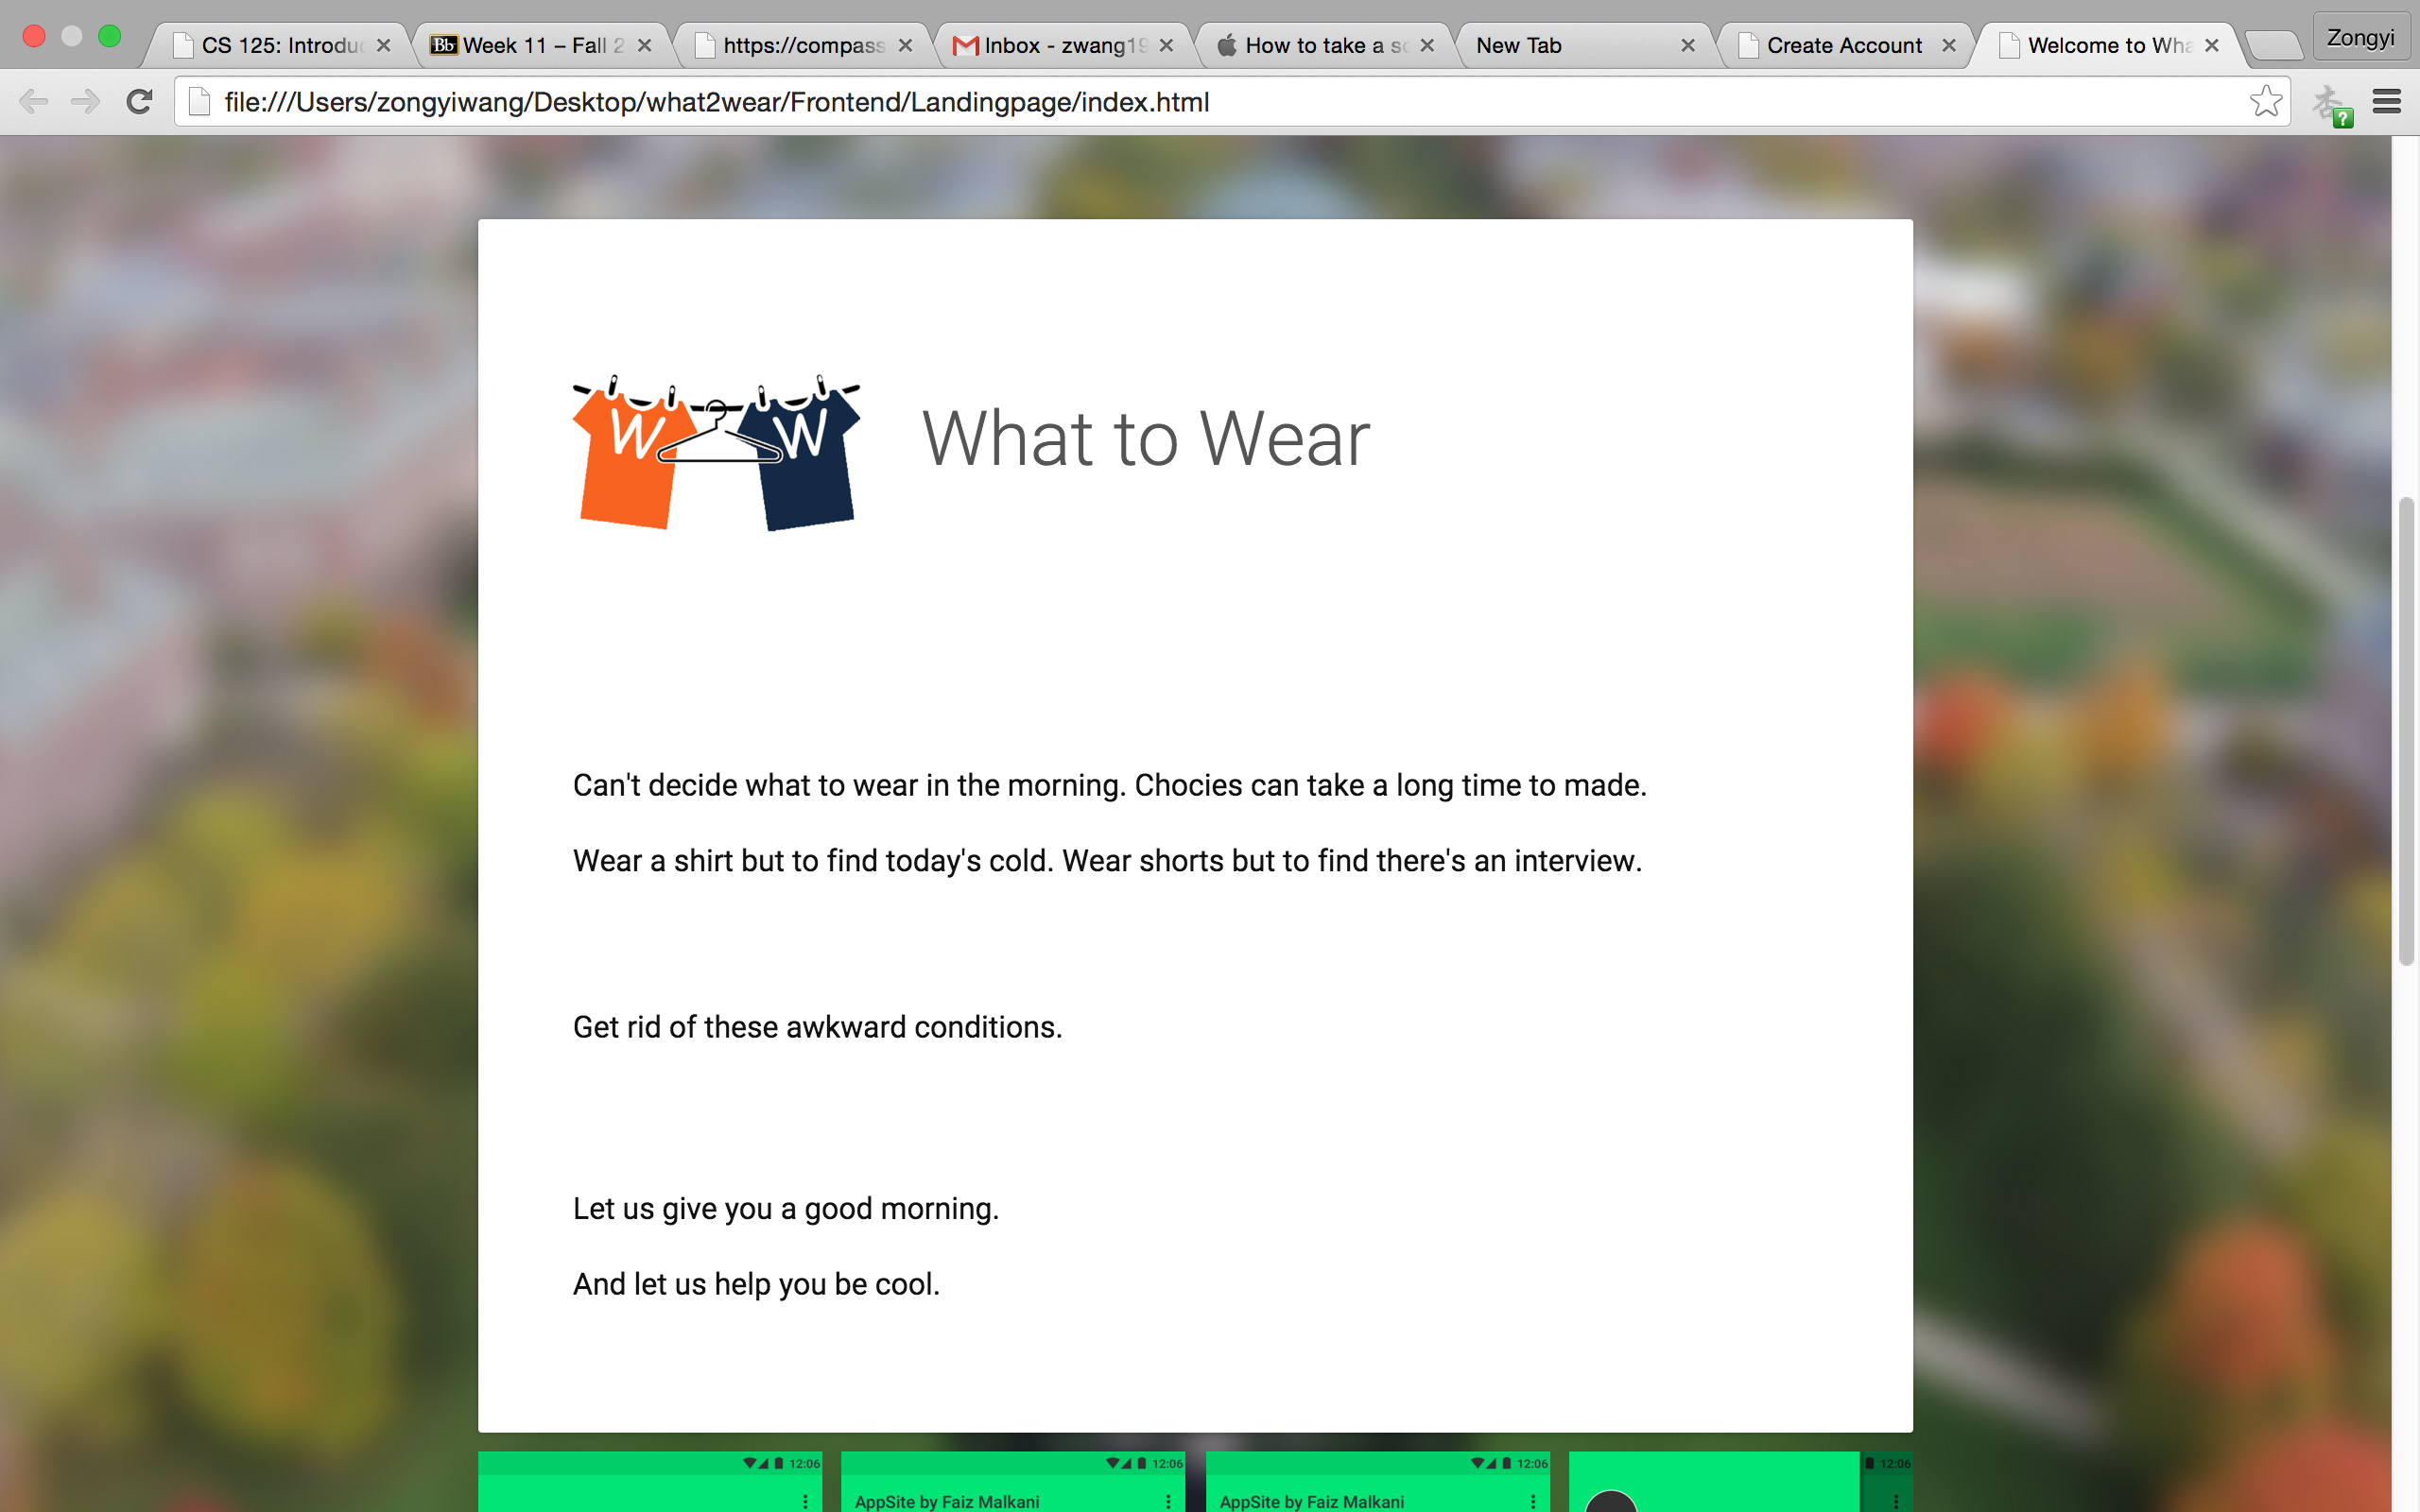 CS 125: Introdu
Bb Week 11 – Fall 2
https://compass
Inbox - zwang19
How to take a sc
New Tab
Create Account
Welcome to Wha
Zongyi
file:///Users/zongyiwang/Desktop/what2wear/Frontend/Landingpage/index.html
W W
What to Wear
Can't decide what to wear in the morning. Chocies can take a long time to made.
Wear a shirt but to find today's cold. Wear shorts but to find there's an interview.
Get rid of these awkward conditions.
Let us give you a good morning.
And let us help you be cool.
12:06
12:06
12:06
12:06
AppSite by Faiz Malkani
AppSite by Faiz Malkani